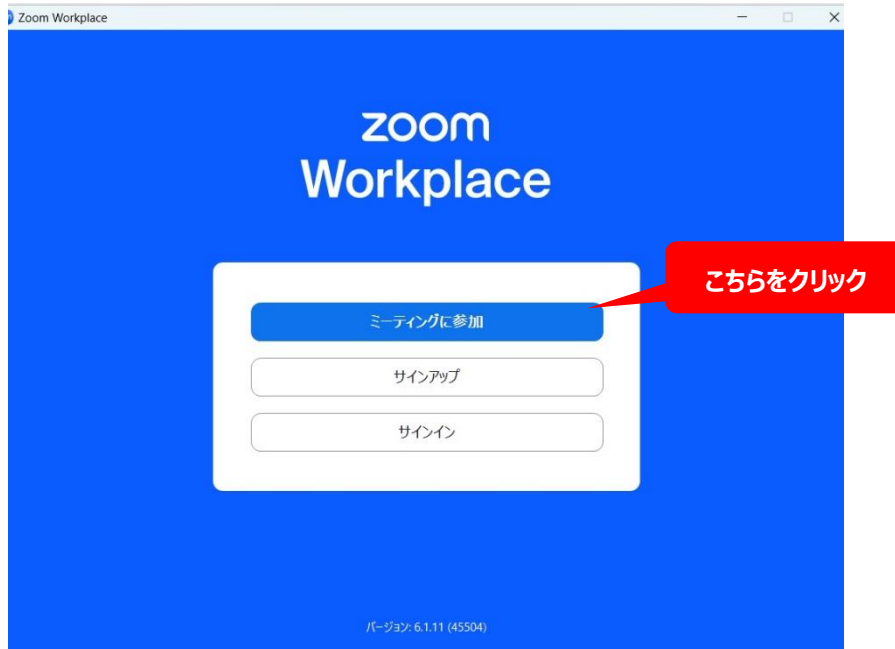 Zoom Workplace
zoom
Workplace
こちらをクリック
ミーティングに参加
サインアップ
サインイン
バージョン: 6.1.11 (45504)